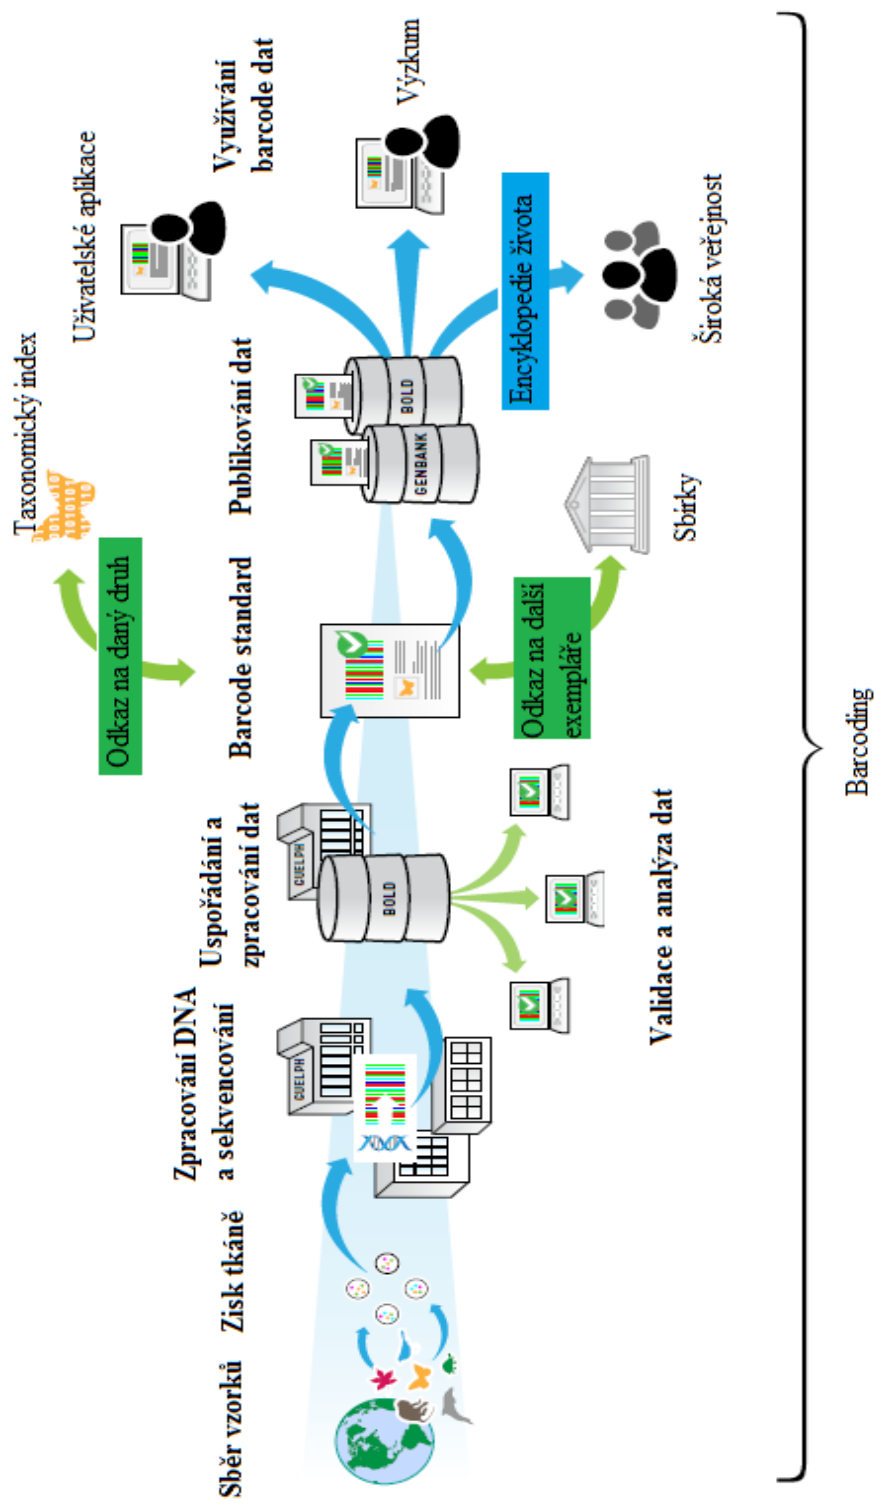 Taxonomický index
Uživatelské aplikace
Odkaz na daný druh
Sběr vzorků
Zisk tkáně
Zpracování DNA
a sekvencování
Uspořádání a
zpracování dat
Barcode standard
Publikování dat
Využívání
barcode dat
GUELPH
GUELPH
BOLD
GENBANK
BOLD
Výzkum
Encyklopedie života
Odkaz na další
exempláře
Validace a analýza dat
Sbírky
Široká veřejnost
Barcoding